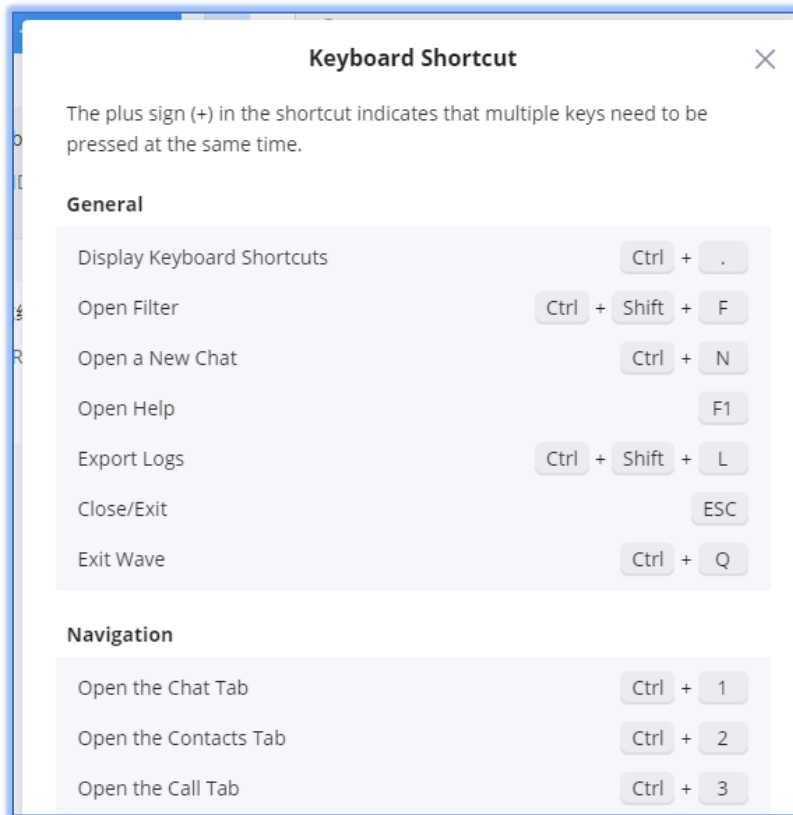 Keyboard Shortcut
The plus sign (+) in the shortcut indicates that multiple keys need to be
pressed at the same time.
General
Display Keyboard Shortcuts Ctrl + .
Open Filter Ctrl + Shift + F
Open a New Chat Ctrl + N
Open Help F1
Export Logs Ctrl + Shift + L
Close/Exit ESC
Exit Wave Ctrl + Q
Navigation
Open the Chat Tab Ctrl + 1
Open the Contacts Tab Ctrl + 2
Open the Call Tab Ctrl + 3